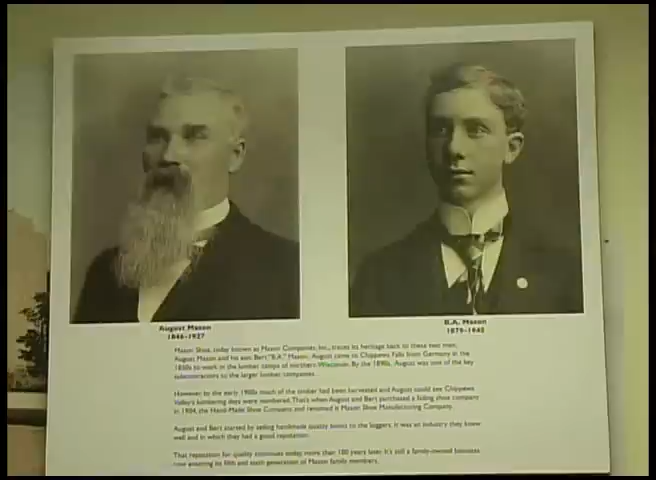 August Mason
1846-1927
B.A. Mason
1879-1942
Mason Shoe, today known as Mason Companies, Inc., traces its heritage back to these two men,
August Mason and his son Bert "B.A." Mason. August came to Chippewa Falls from Germany in the
1860s to work in the lumber camps of northern Wisconsin. By the 1890s, August was one of the key
subcontractors to the larger lumber companies.
However, by the early 1900s much of the timber had been harvested and August could see Chippewa
Valley's lumbering days were numbered. That's when August and Bert purchased a failing shoe company
in 1904, the Hand-Made Shoe Company and renamed it Mason Shoe Manufacturing Company.
August and Bert started by selling handmade quality boots to the loggers. It was an industry they knew
well and in which they had a good reputation.
That reputation for quality continues today, more than 100 years later. It's still a family-owned business
now entering its fifth and sixth generation of Mason family members.